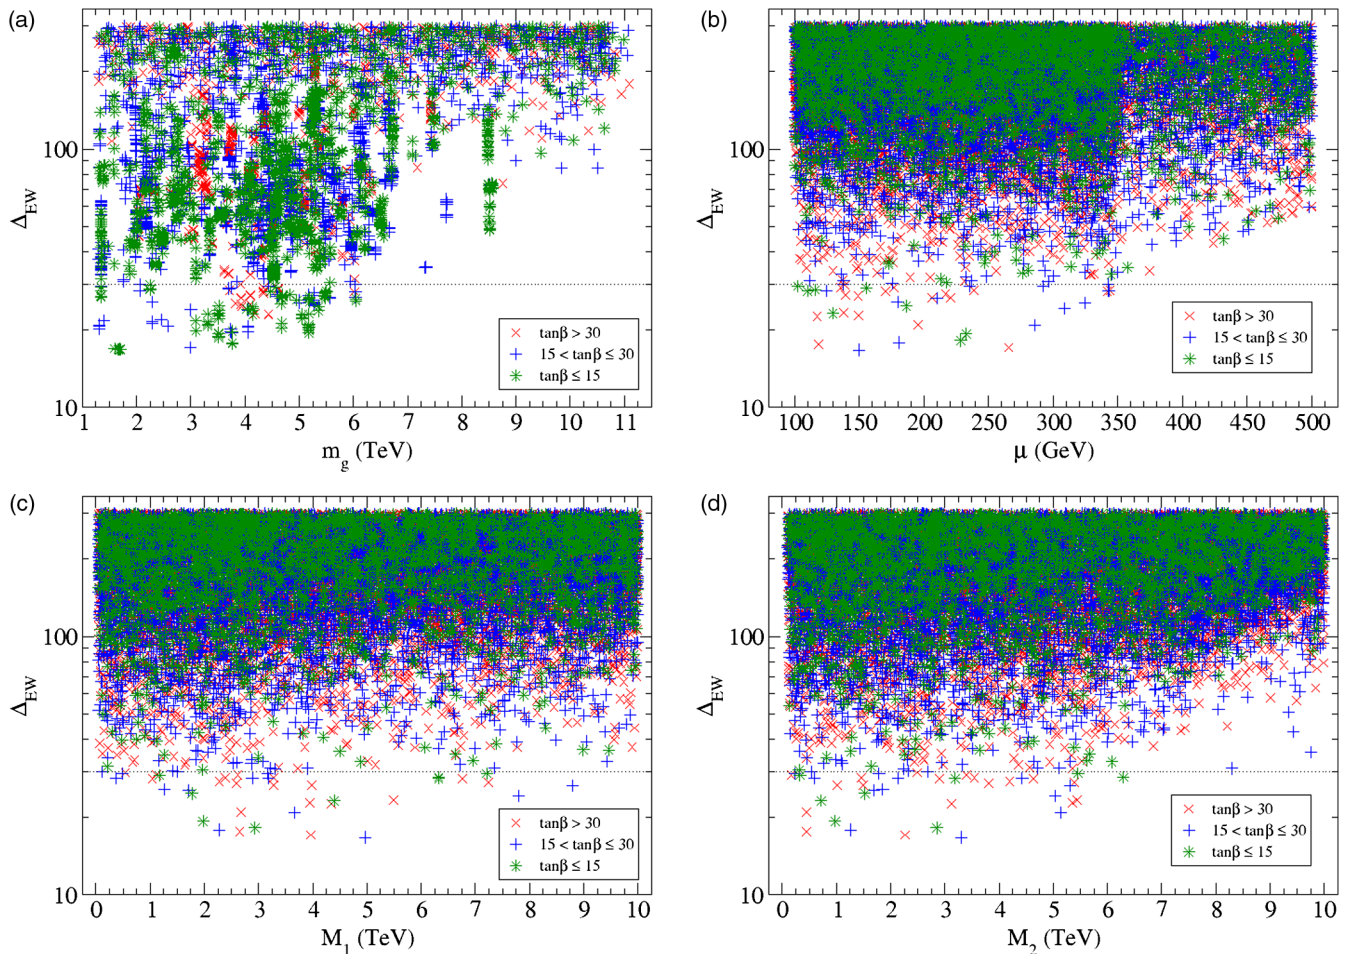 (a)
100
10
Δ_EW
1 2 3 4 5 6 7 8 9 10 11
m_g (TeV)
tanβ > 30
15 < tanβ ≤ 30
tanβ ≤ 15
(b)
100
10
Δ_EW
100 150 200 250 300 350 400 450 500
μ (GeV)
tanβ > 30
15 < tanβ ≤ 30
tanβ ≤ 15
(c)
100
10
Δ_EW
0 1 2 3 4 5 6 7 8 9 10
M_1 (TeV)
tanβ > 30
15 < tanβ ≤ 30
tanβ ≤ 15
(d)
100
10
Δ_EW
0 1 2 3 4 5 6 7 8 9 10
M_2 (TeV)
tanβ > 30
15 < tanβ ≤ 30
tanβ ≤ 15